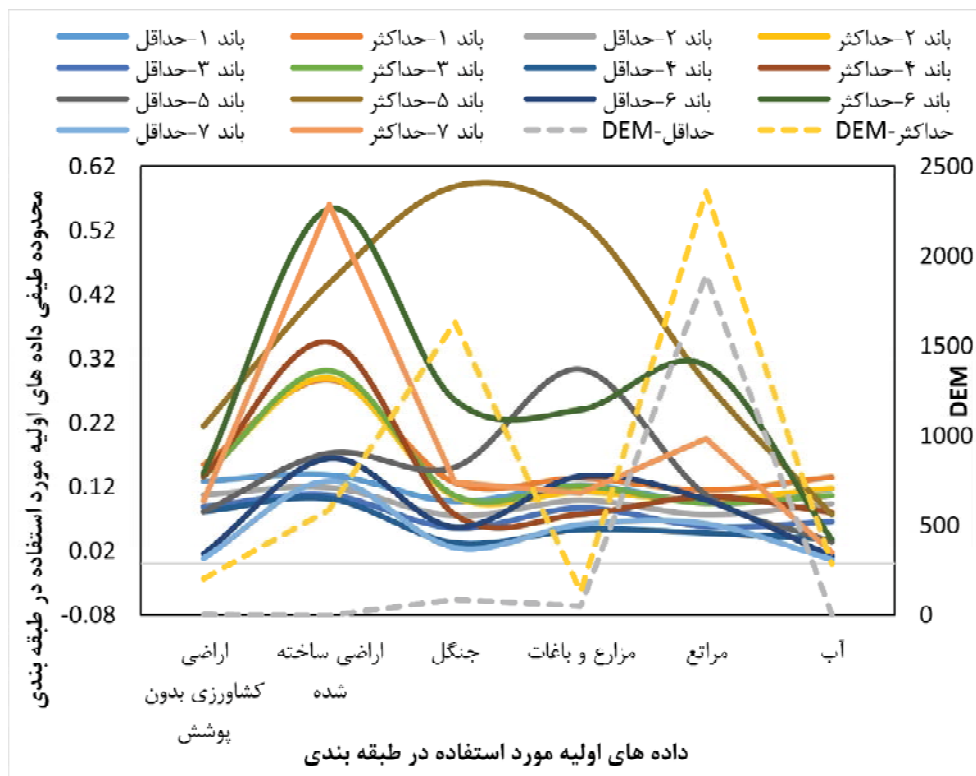 باند ۱-حداقل
باند ۱-حداکثر
باند ۲-حداقل
باند ۲-حداکثر
باند ۳-حداقل
باند ۳-حداکثر
باند ۴-حداقل
باند ۴-حداکثر
باند ۵-حداقل
باند ۵-حداکثر
باند ۶-حداقل
باند ۶-حداکثر
باند ۷-حداقل
باند ۷-حداکثر
حداقل-DEM
حداکثر-DEM
محدوده طیفی داده های اولیه مورد استفاده در طبقه بندی
0.62
0.52
0.42
0.32
0.22
0.12
0.02
-0.08
2500
2000
1500
1000
500
0
DEM
اراضی
کشاورزی بدون
پوشش
اراضی ساخته
شده
جنگل
مزارع و باغات
مراتع
آب
داده های اولیه مورد استفاده در طبقه بندی